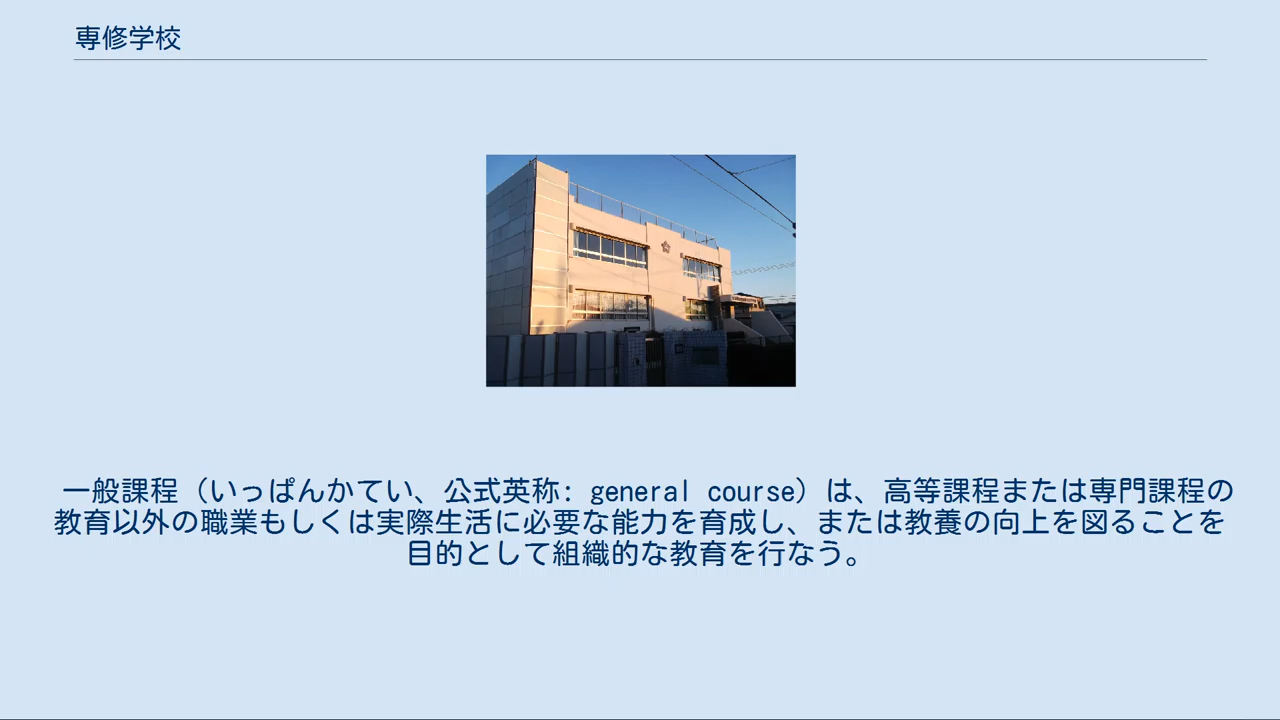 専修学校
一般課程（いっぱんかてい、公式英称: general course）は、高等課程または専門課程の
教育以外の職業もしくは実際生活に必要な能力を育成し、または教養の向上を図ることを
目的として組織的な教育を行なう。